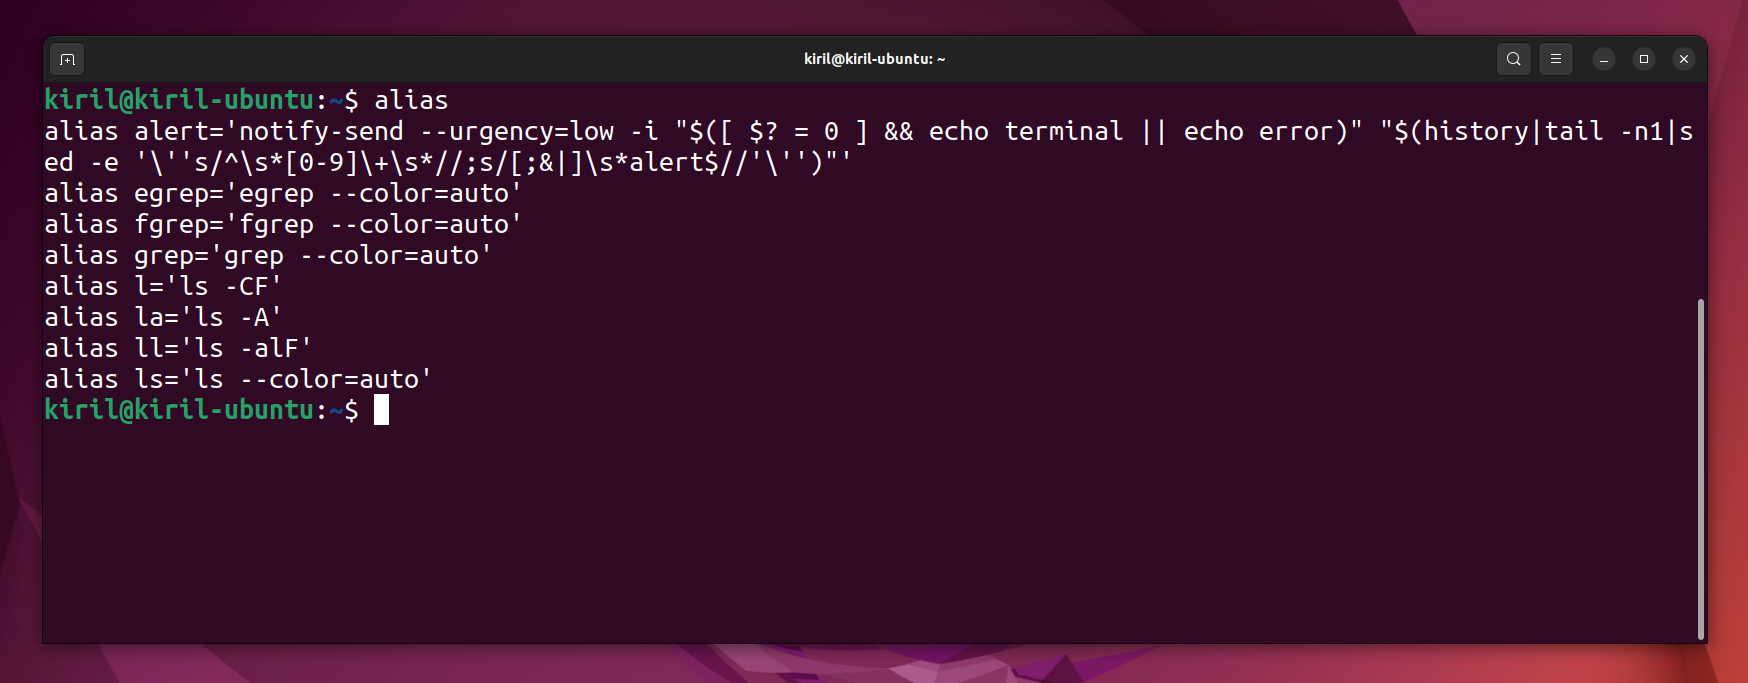 kiril@kiril-ubuntu: ~
kiril@kiril-ubuntu:~$ alias
alias alert='notify-send --urgency=low -i "$([ $? = 0 ] && echo terminal || echo error)" "$(history|tail -n1|s
ed -e '\''s/^\s*[0-9]\+\s*//;s/[;&|]\s*alert$//'\'')"'
alias egrep='egrep --color=auto'
alias fgrep='fgrep --color=auto'
alias grep='grep --color=auto'
alias l='ls -CF'
alias la='ls -A'
alias ll='ls -alF'
alias ls='ls --color=auto'
kiril@kiril-ubuntu:~$